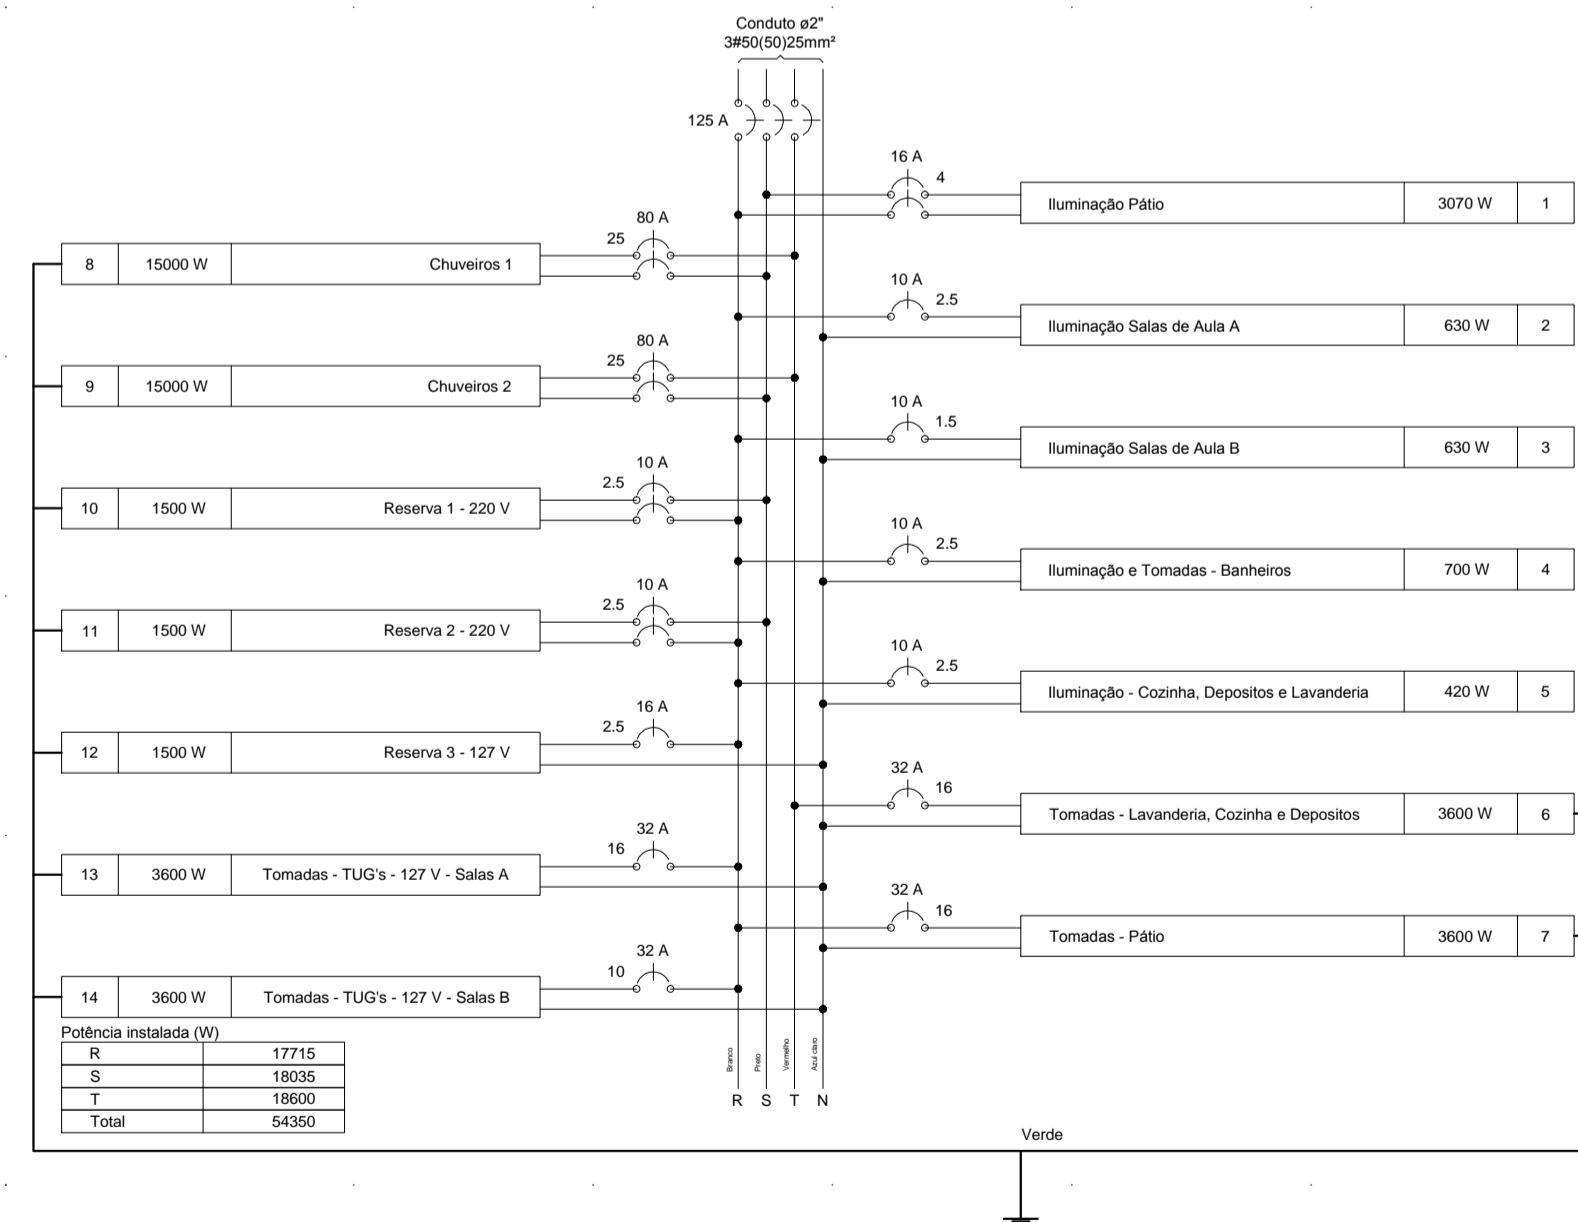 Conduto ø2"
3#50(50)25mm²
125 A
16 A
4
Iluminação Pátio 3070 W 1
80 A
25
8 15000 W Chuveiros 1
10 A
2.5
Iluminação Salas de Aula A 630 W 2
80 A
25
9 15000 W Chuveiros 2
10 A
1.5
Iluminação Salas de Aula B 630 W 3
10 A
2.5
10 1500 W Reserva 1 - 220 V
10 A
2.5
Iluminação e Tomadas - Banheiros 700 W 4
10 A
2.5
11 1500 W Reserva 2 - 220 V
10 A
2.5
Iluminação - Cozinha, Depositos e Lavanderia 420 W 5
16 A
2.5
12 1500 W Reserva 3 - 127 V
32 A
16
Tomadas - Lavanderia, Cozinha e Depositos 3600 W 6
32 A
16
13 3600 W Tomadas - TUG's - 127 V - Salas A
32 A
16
Tomadas - Pátio 3600 W 7
32 A
10
14 3600 W Tomadas - TUG's - 127 V - Salas B
Potência instalada (W)
R 17715
S 18035
T 18600
Total 54350
Branco
Preto
Vermelho
Azul claro
R S T N
Verde